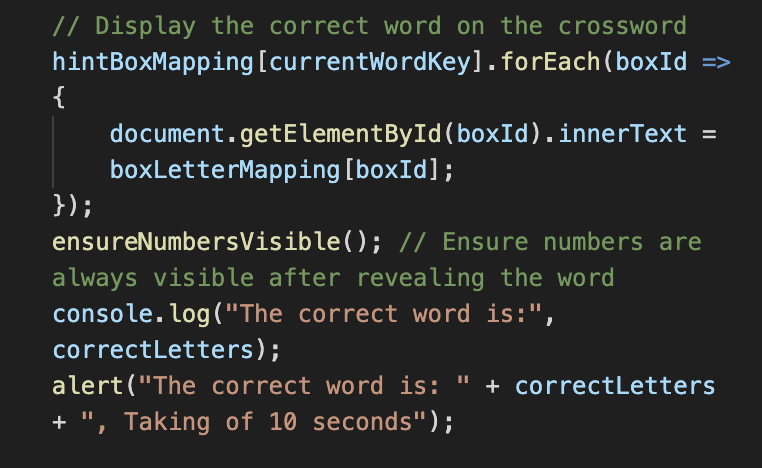 // Display the correct word on the crossword
hintBoxMapping[currentWordKey].forEach(boxId =>
{
document.getElementById(boxId).innerText =
boxLetterMapping[boxId];
});
ensureNumbersVisible(); // Ensure numbers are
always visible after revealing the word
console.log("The correct word is:",
correctLetters);
alert("The correct word is: " + correctLetters
+ ", Taking of 10 seconds");